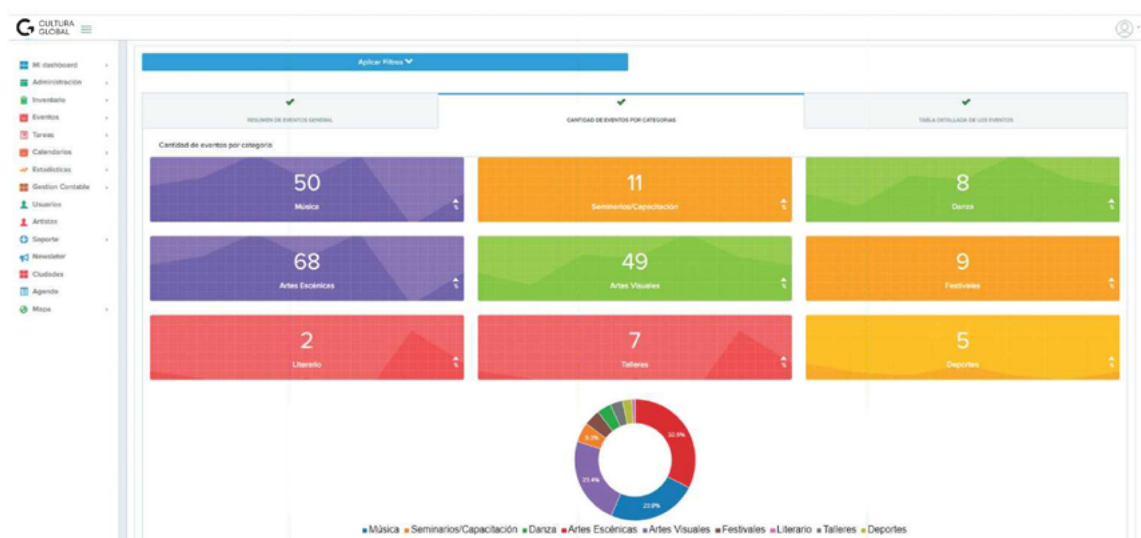 CULTURA
GLOBAL
Mi dashboard
Administración
Inventario
Eventos
Tareas
Calendarios
Estadísticas
Gestion Contable
Usuarios
Artistas
Soporte
Newsletter
Ciudades
Agenda
Mapa
Aplicar Filtros
RESUMEN DE EVENTOS GENERAL
CANTIDAD DE EVENTOS POR CATEGORIAS
TABLA DETALLADA DE LOS EVENTOS
Cantidad de eventos por categoria
50
Música
11
Seminarios/Capacitación
8
Danza
68
Artes Escénicas
49
Artes Visuales
9
Festivales
2
Literario
7
Talleres
5
Deportes
32.5%
23.9%
23.4%
5.3%
Música Seminarios/Capacitación Danza Artes Escénicas Artes Visuales Festivales Literario Talleres Deportes